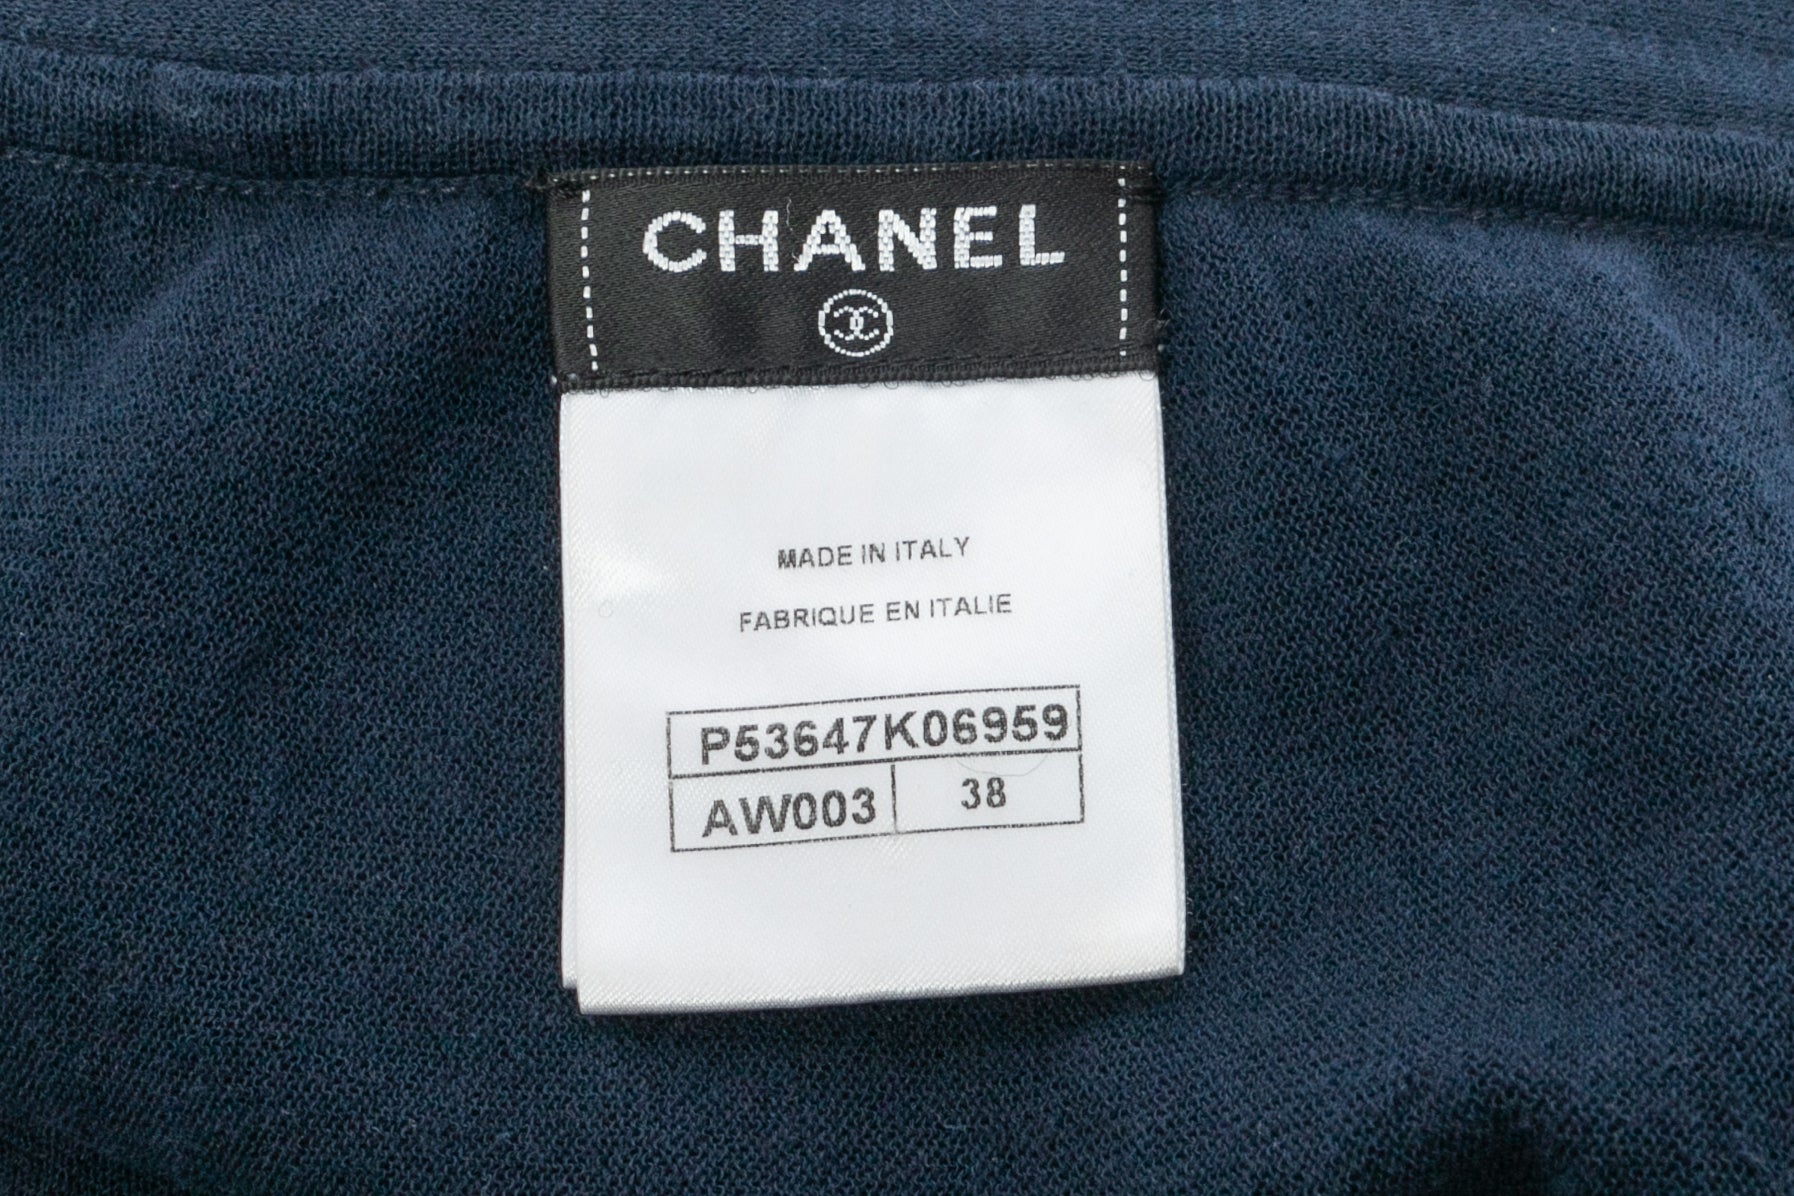 CHANEL
MADE IN ITALY
FABRIQUE EN ITALIE
P53647K06959
AW003 38